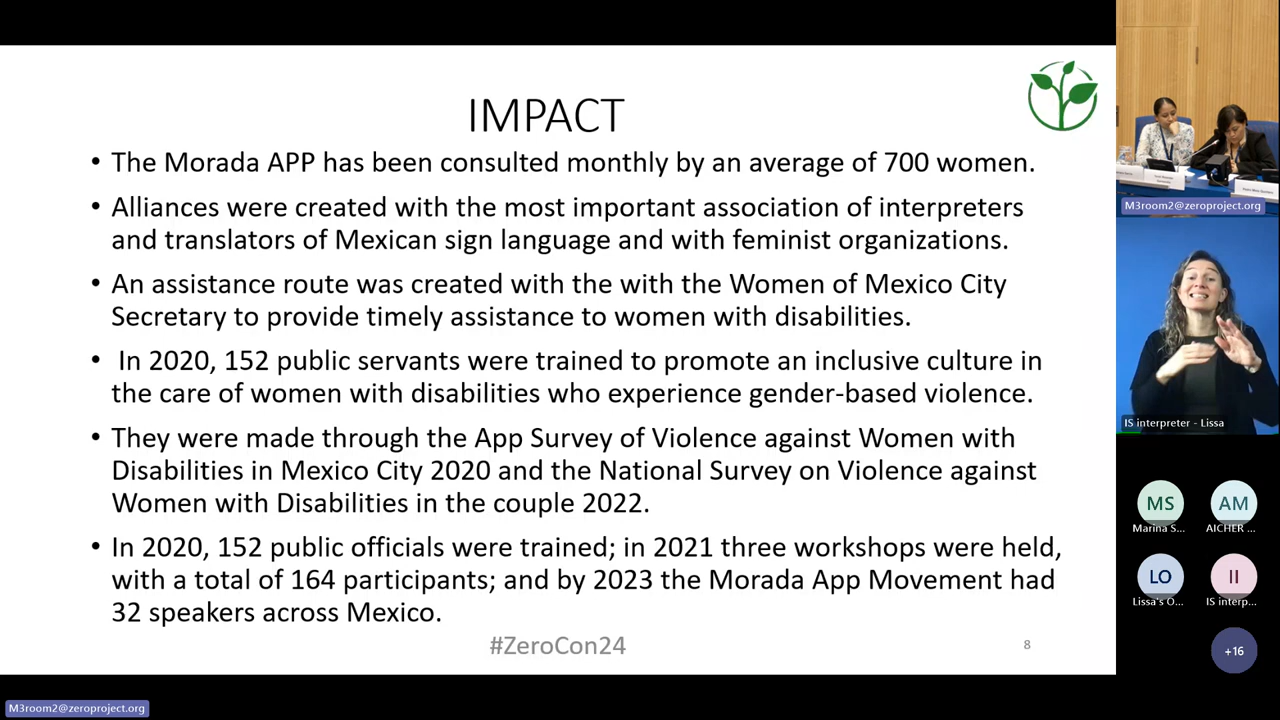 IMPACT
• The Morada APP has been consulted monthly by an average of 700 women.
• Alliances were created with the most important association of interpreters
and translators of Mexican sign language and with feminist organizations.
• An assistance route was created with the with the Women of Mexico City
Secretary to provide timely assistance to women with disabilities.
• In 2020, 152 public servants were trained to promote an inclusive culture in
the care of women with disabilities who experience gender-based violence.
• They were made through the App Survey of Violence against Women with
Disabilities in Mexico City 2020 and the National Survey on Violence against
Women with Disabilities in the couple 2022.
• In 2020, 152 public officials were trained; in 2021 three workshops were held,
with a total of 164 participants; and by 2023 the Morada App Movement had
32 speakers across Mexico.
#ZeroCon24
8
M3room2@zeroproject.org
M3room2@zeroproject.org
IS interpreter - Lissa
MS
AM
Marina S...
AICHER ...
LO
II
Lissa's O...
IS interp...
+16